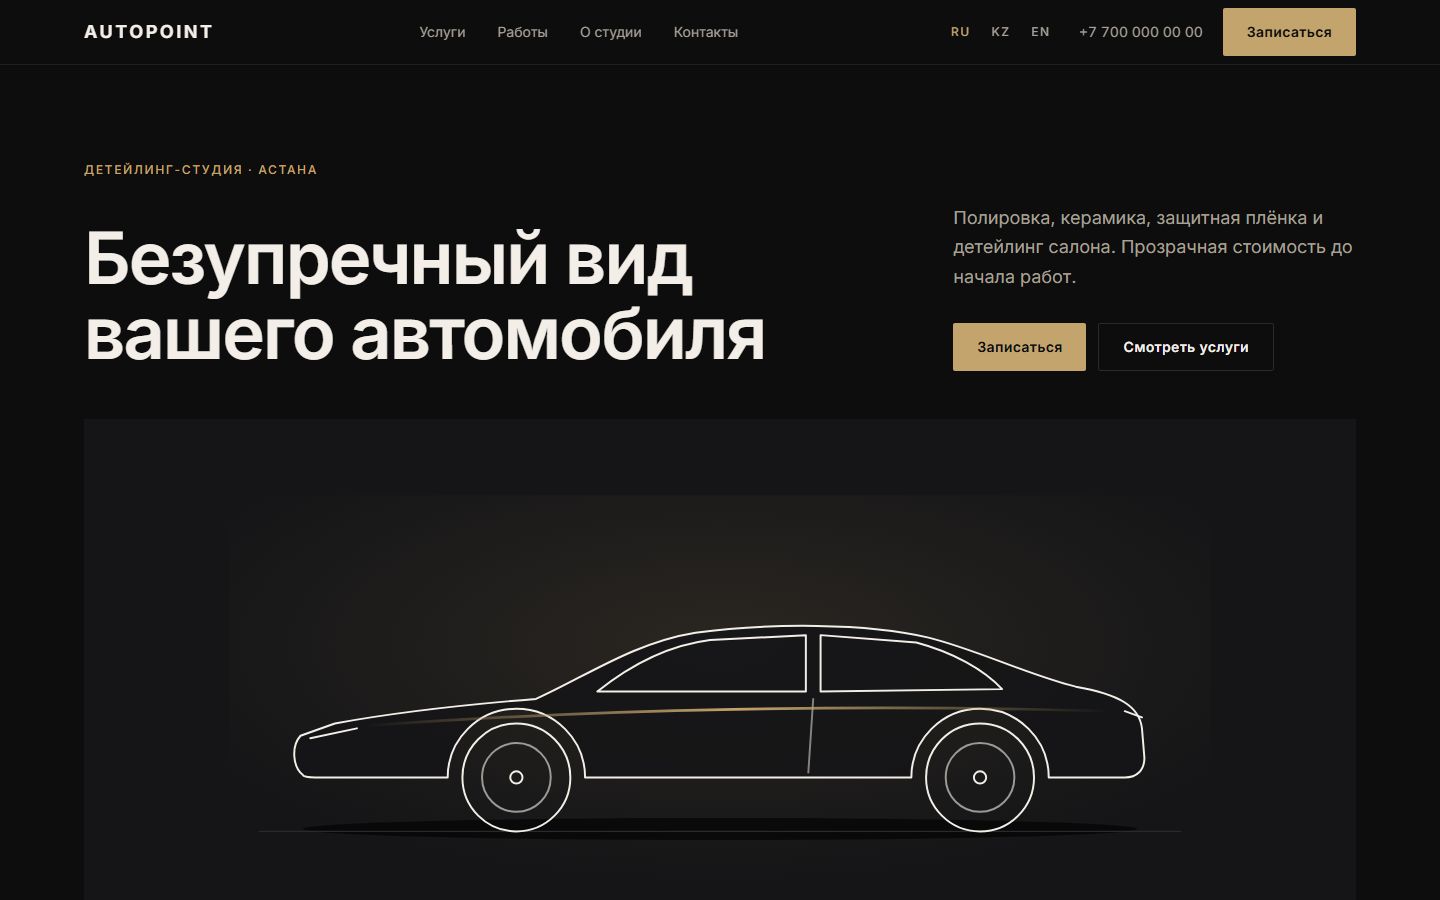 AUTOPOINT
Услуги Работы О студии Контакты
RU KZ EN +7 700 000 00 00 Записаться
ДЕТЕЙЛИНГ-СТУДИЯ · АСТАНА
Безупречный вид
вашего автомобиля
Полировка, керамика, защитная плёнка и
детейлинг салона. Прозрачная стоимость до
начала работ.
Записаться Смотреть услуги